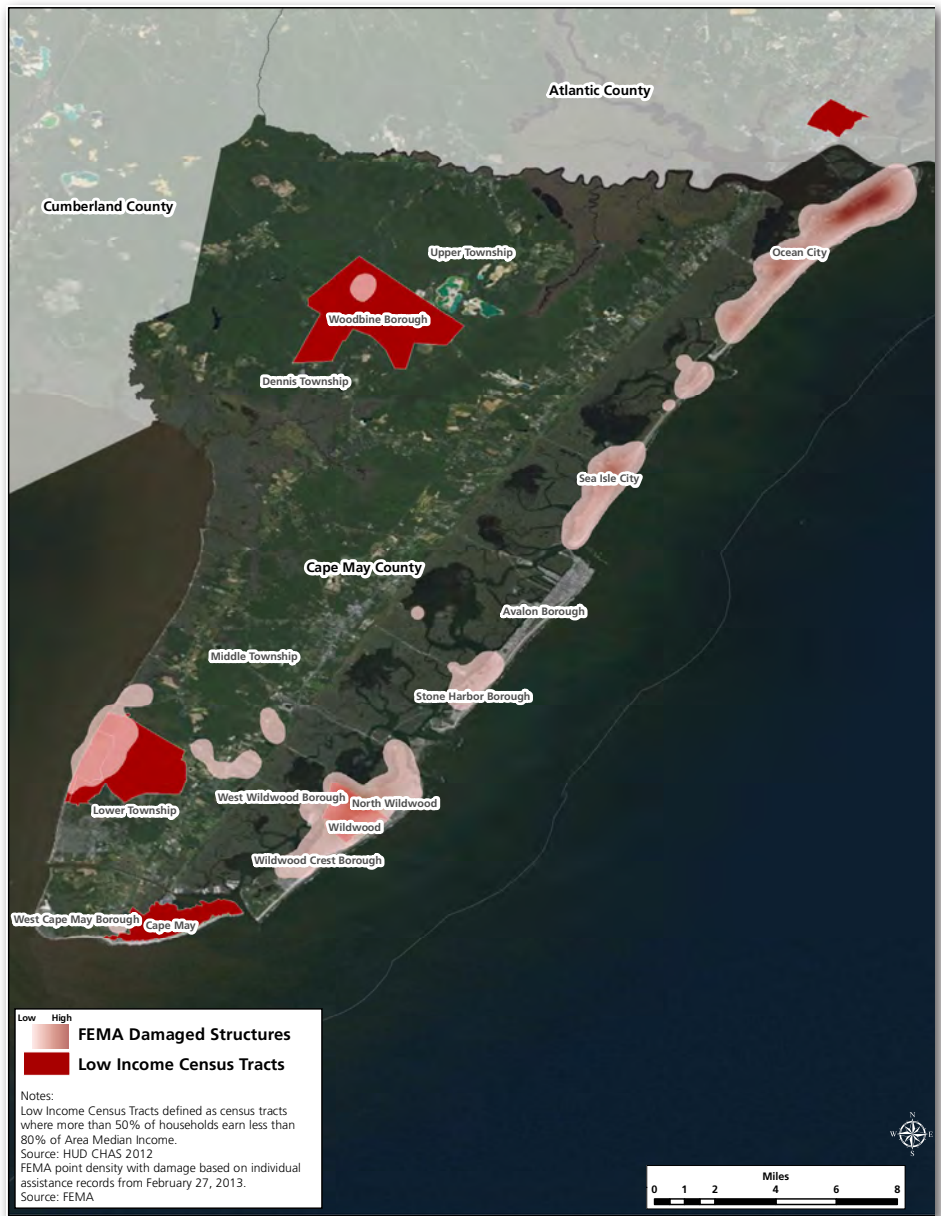 Atlantic County
Cumberland County
Upper Township
Ocean City
Woodbine Borough
Dennis Township
Sea Isle City
Cape May County
Avalon Borough
Middle Township
Stone Harbor Borough
West Wildwood Borough
North Wildwood
Lower Township
Wildwood
Wildwood Crest Borough
West Cape May Borough
Cape May
Low High
FEMA Damaged Structures
Low Income Census Tracts
Notes:
Low Income Census Tracts defined as census tracts
where more than 50% of households earn less than
80% of Area Median Income.
Source: HUD CHAS 2012
FEMA point density with damage based on individual
assistance records from February 27, 2013.
Source: FEMA
N
W E
S
Miles
0 1 2 4 6 8